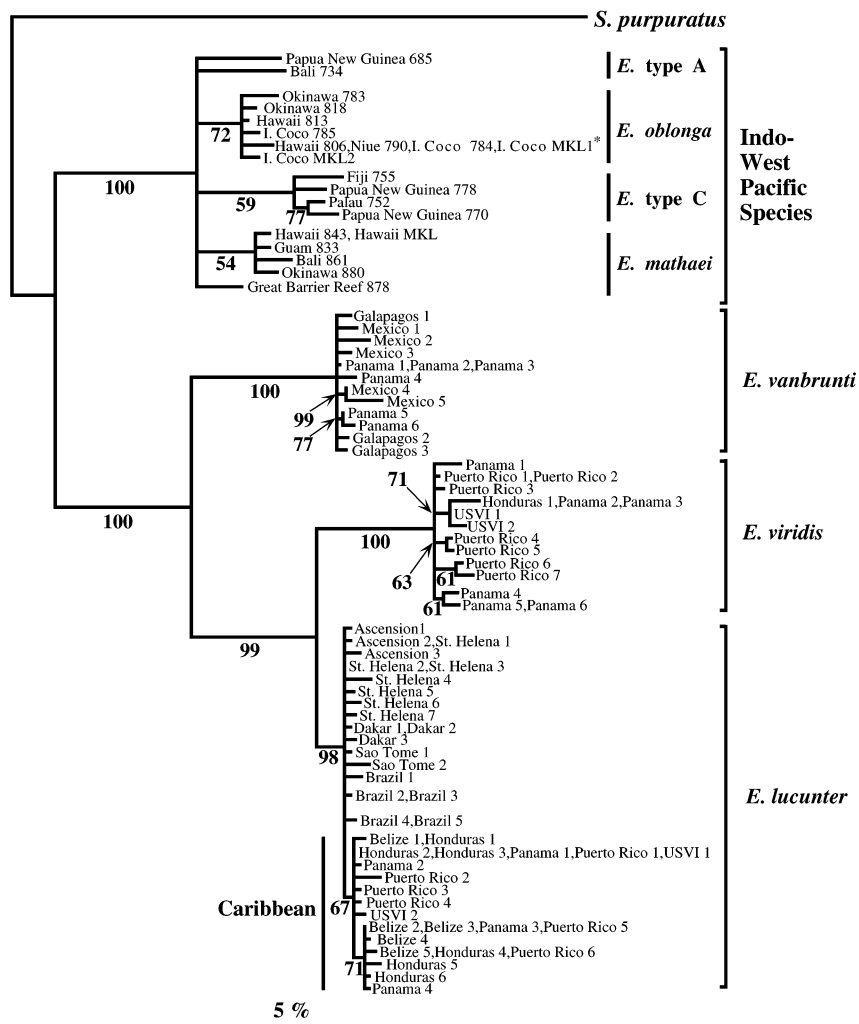 S. purpuratus
Papua New Guinea 685
Bali 734
E. type A
Okinawa 783
Okinawa 818
Hawaii 813
I. Coco 785
Hawaii 806,Niue 790,I. Coco 784,I. Coco MKL1*
I. Coco MKL2
72
E. oblonga
Fiji 755
Papua New Guinea 778
Palau 752
Papua New Guinea 770
59
77
E. type C
Hawaii 843, Hawaii MKL
Guam 833
Bali 861
Okinawa 880
Great Barrier Reef 878
54
E. mathaei
100
Indo-
West
Pacific
Species
Galapagos 1
Mexico 1
Mexico 2
Mexico 3
Panama 1,Panama 2,Panama 3
Panama 4
Mexico 4
Mexico 5
Panama 5
Panama 6
Galapagos 2
Galapagos 3
100
99
77
E. vanbrunti
Panama 1
Puerto Rico 1,Puerto Rico 2
Puerto Rico 3
Honduras 1,Panama 2,Panama 3
USVI 1
USVI 2
Puerto Rico 4
Puerto Rico 5
Puerto Rico 6
Puerto Rico 7
Panama 4
Panama 5,Panama 6
71
100
63
61
61
E. viridis
100
99
Ascension1
Ascension 2,St. Helena 1
Ascension 3
St. Helena 2,St. Helena 3
St. Helena 4
St. Helena 5
St. Helena 6
St. Helena 7
Dakar 1,Dakar 2
Dakar 3
Sao Tome 1
Sao Tome 2
Brazil 1
Brazil 2,Brazil 3
Brazil 4,Brazil 5
98
E. lucunter
Belize 1,Honduras 1
Honduras 2,Honduras 3,Panama 1,Puerto Rico 1,USVI 1
Panama 2
Puerto Rico 2
Puerto Rico 3
Puerto Rico 4
USVI 2
Belize 2,Belize 3,Panama 3,Puerto Rico 5
Belize 4
Belize 5,Honduras 4,Puerto Rico 6
Honduras 5
Honduras 6
Panama 4
Caribbean
67
71
5 %